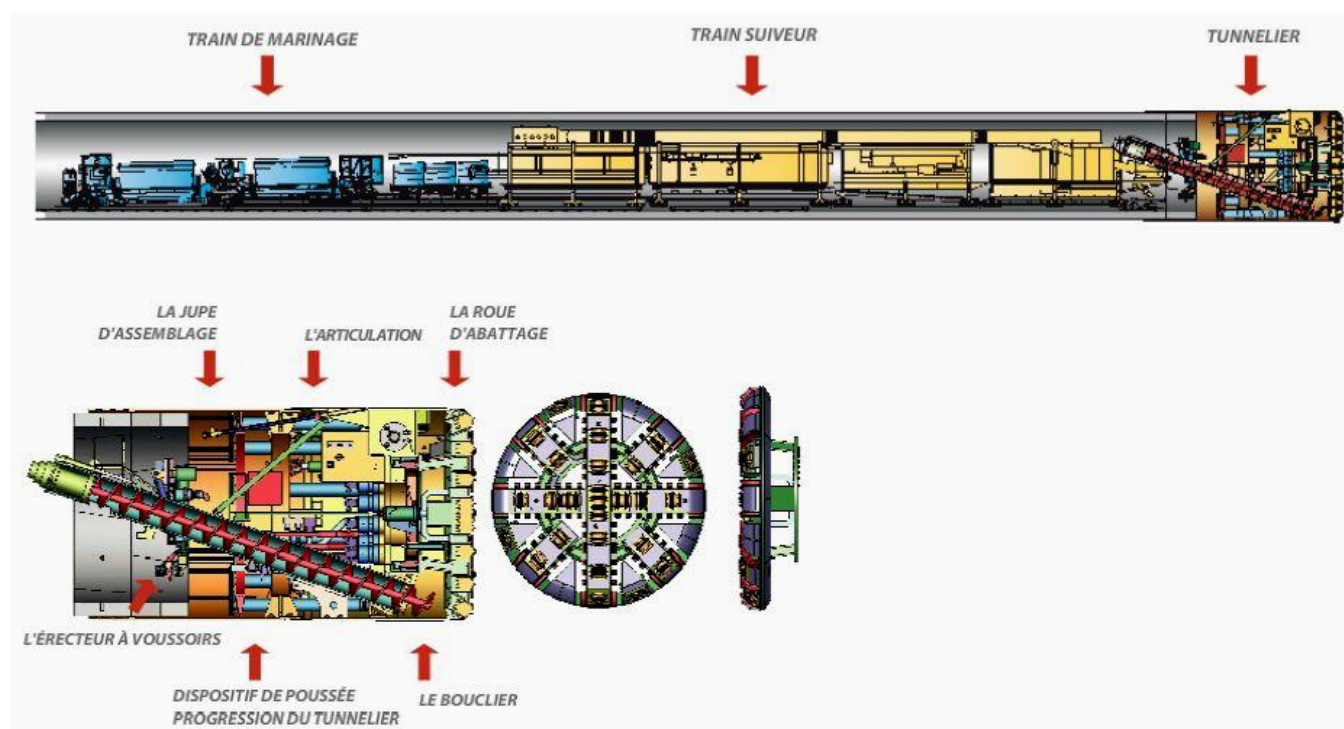 TRAIN DE MARINAGE
TRAIN SUIVEUR
TUNNELIER
LA JUPE
D'ASSEMBLAGE
L'ARTICULATION
LA ROUE
D'ABATTAGE
L'ÉRECTEUR À VOUSSOIRS
DISPOSITIF DE POUSSÉE
PROGRESSION DU TUNNELIER
LE BOUCLIER